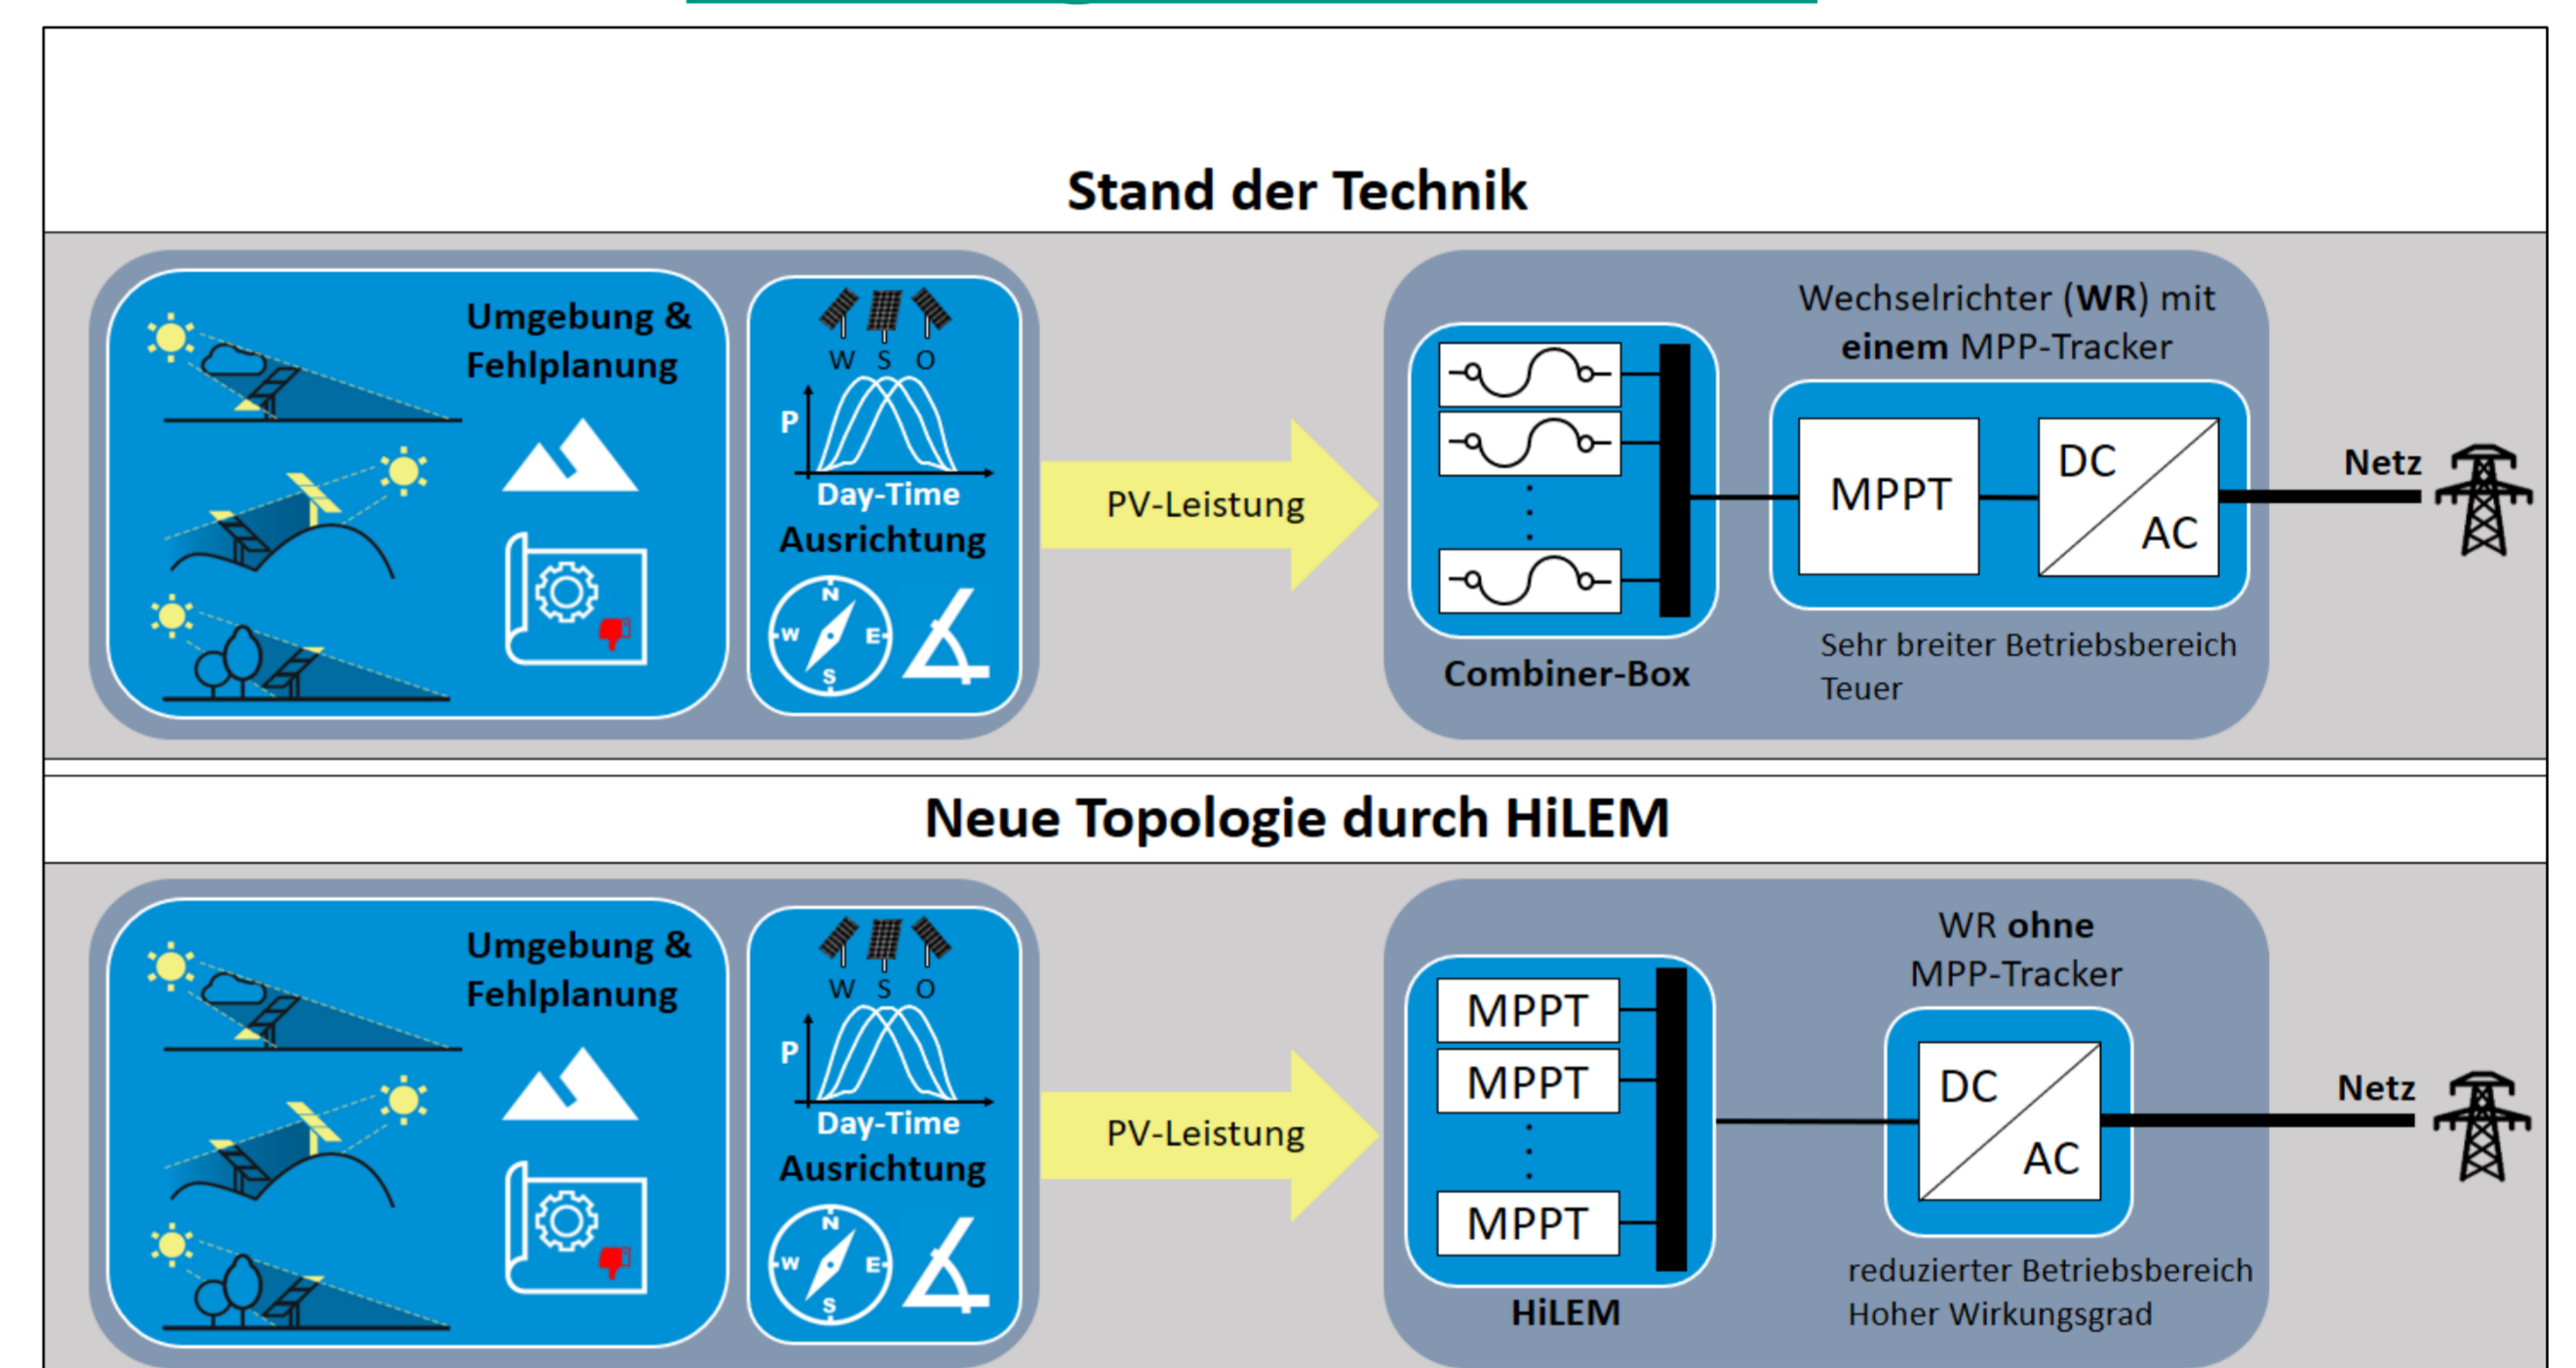 Stand der Technik
Umgebung &
Fehlplanung
W S O
P
Day-Time
Ausrichtung
N
W E
S
PV-Leistung
Combiner-Box
Wechselrichter (WR) mit
einem MPP-Tracker
MPPT
DC
AC
Sehr breiter Betriebsbereich
Teuer
Netz
Neue Topologie durch HiLEM
Umgebung &
Fehlplanung
W S O
P
Day-Time
Ausrichtung
N
W E
S
PV-Leistung
MPPT
MPPT
MPPT
HiLEM
WR ohne
MPP-Tracker
DC
AC
reduzierter Betriebsbereich
Hoher Wirkungsgrad
Netz